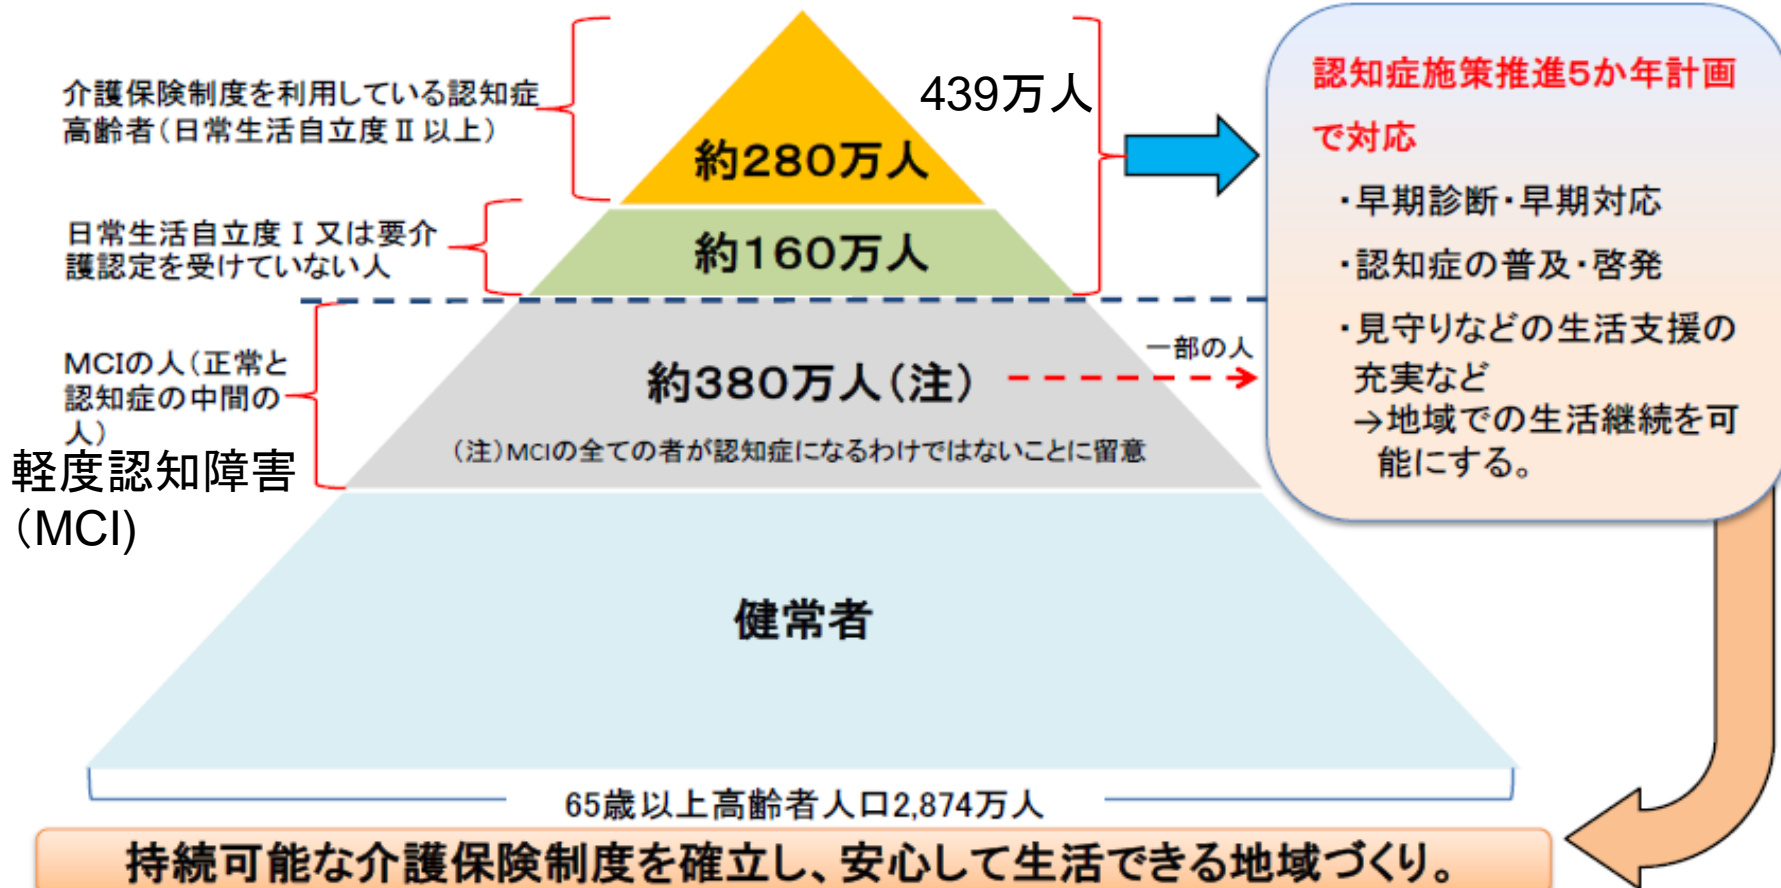 介護保険制度を利用している認知症
高齢者（日常生活自立度Ⅱ以上）
439万人
約280万人
日常生活自立度Ⅰ又は要介
護認定を受けていない人
約160万人
MCIの人（正常と
認知症の中間の
人）
軽度認知障害
（MCI)
約380万人（注）
一部の人
（注）MCIの全ての者が認知症になるわけではないことに留意
健常者
65歳以上高齢者人口2,874万人
認知症施策推進5か年計画
で対応
・早期診断・早期対応
・認知症の普及・啓発
・見守りなどの生活支援の
充実など
→地域での生活継続を可
能にする。
持続可能な介護保険制度を確立し、安心して生活できる地域づくり。